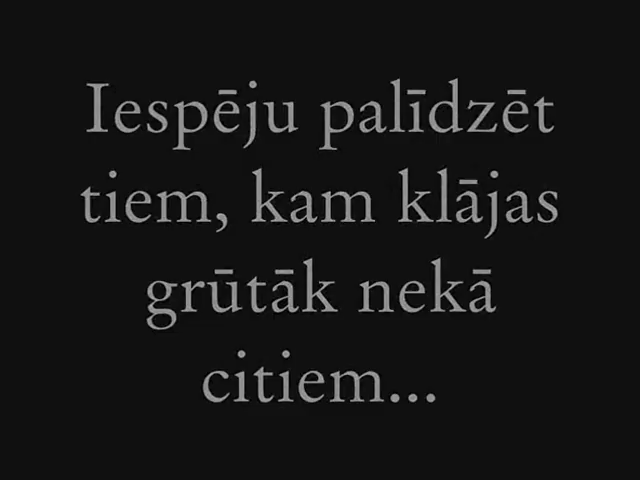 Iespēju palīdzēt
tiem, kam klājas
grūtāk nekā
citiem...